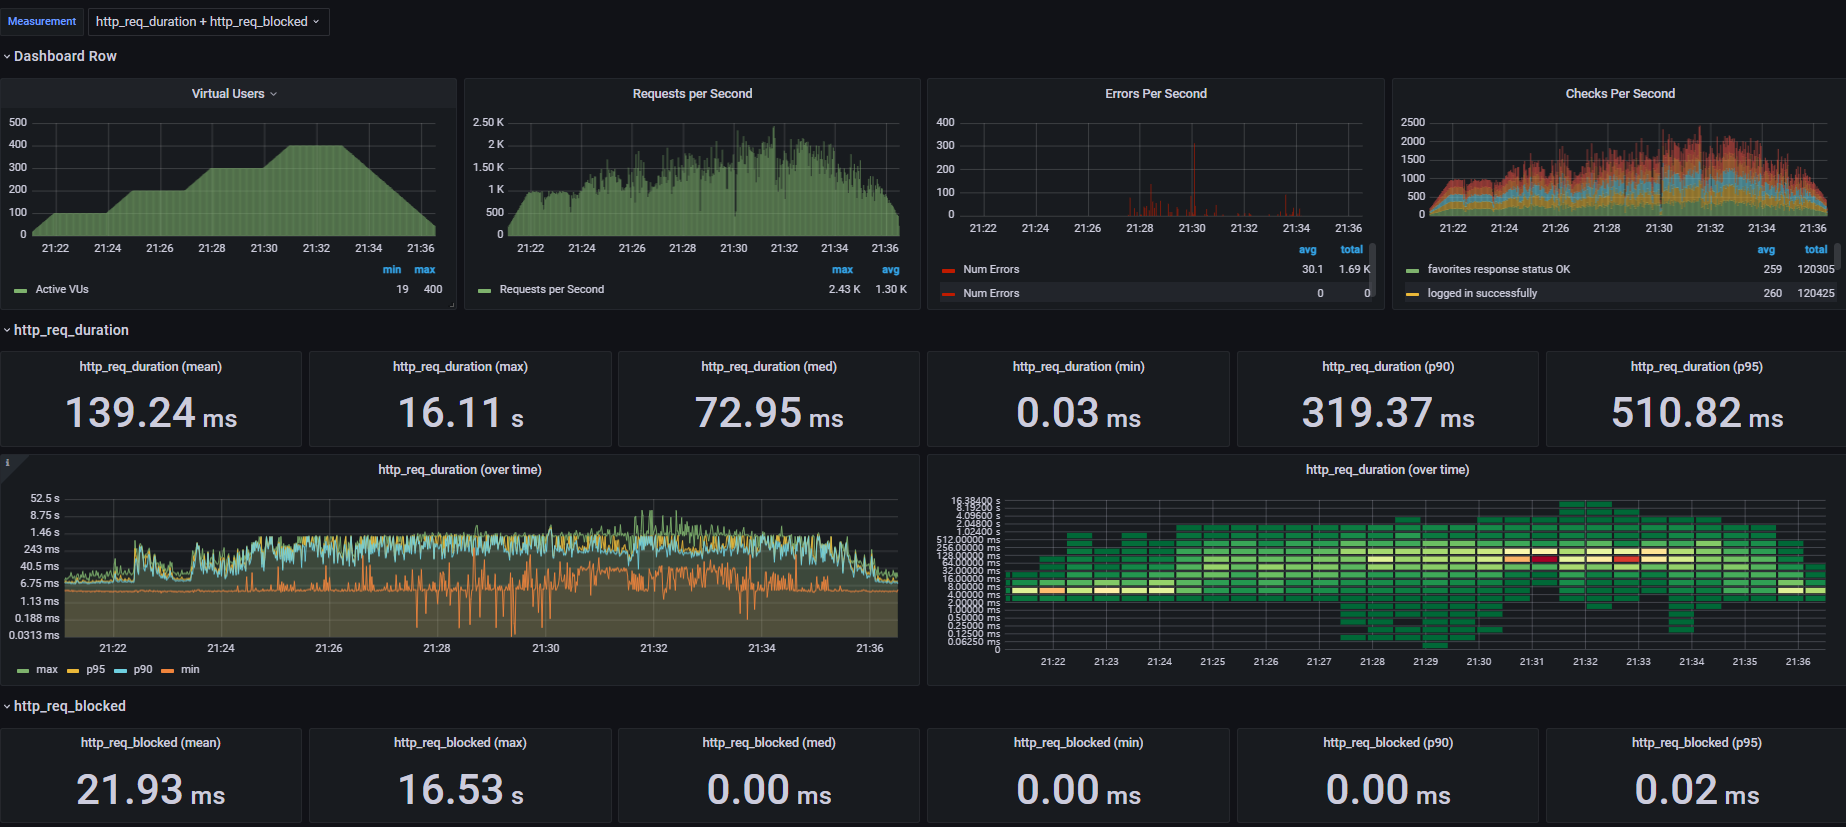 Measurement http_req_duration + http_req_blocked
Dashboard Row
Virtual Users
500
400
300
200
100
0
21:22 21:24 21:26 21:28 21:30 21:32 21:34 21:36
min max
Active VUs 19 400
Requests per Second
2.50 K
2 K
1.50 K
1 K
500
0
21:22 21:24 21:26 21:28 21:30 21:32 21:34 21:36
max avg
Requests per Second 2.43 K 1.30 K
Errors Per Second
400
300
200
100
0
21:22 21:24 21:26 21:28 21:30 21:32 21:34 21:36
avg total
Num Errors 30.1 1.69 K
Num Errors 0 0
Checks Per Second
2500
2000
1500
1000
500
0
21:22 21:24 21:26 21:28 21:30 21:32 21:34 21:36
avg total
favorites response status OK 259 120305
logged in successfully 260 120425
http_req_duration
http_req_duration (mean)
139.24 ms
http_req_duration (max)
16.11 s
http_req_duration (med)
72.95 ms
http_req_duration (min)
0.03 ms
http_req_duration (p90)
319.37 ms
http_req_duration (p95)
510.82 ms
i
http_req_duration (over time)
52.5 s
8.75 s
1.46 s
243 ms
40.5 ms
6.75 ms
1.13 ms
0.188 ms
0.0313 ms
21:22 21:24 21:26 21:28 21:30 21:32 21:34 21:36
max p95 p90 min
http_req_duration (over time)
16.38400 s
8.19200 s
4.09600 s
2.04800 s
1.02400 s
512.00000 ms
256.00000 ms
128.00000 ms
64.00000 ms
32.00000 ms
16.00000 ms
8.00000 ms
4.00000 ms
2.00000 ms
1.00000 ms
0.50000 ms
0.25000 ms
0.12500 ms
0.06250 ms
0
21:22 21:23 21:24 21:25 21:26 21:27 21:28 21:29 21:30 21:31 21:32 21:33 21:34 21:35 21:36
http_req_blocked
http_req_blocked (mean)
21.93 ms
http_req_blocked (max)
16.53 s
http_req_blocked (med)
0.00 ms
http_req_blocked (min)
0.00 ms
http_req_blocked (p90)
0.00 ms
http_req_blocked (p95)
0.02 ms